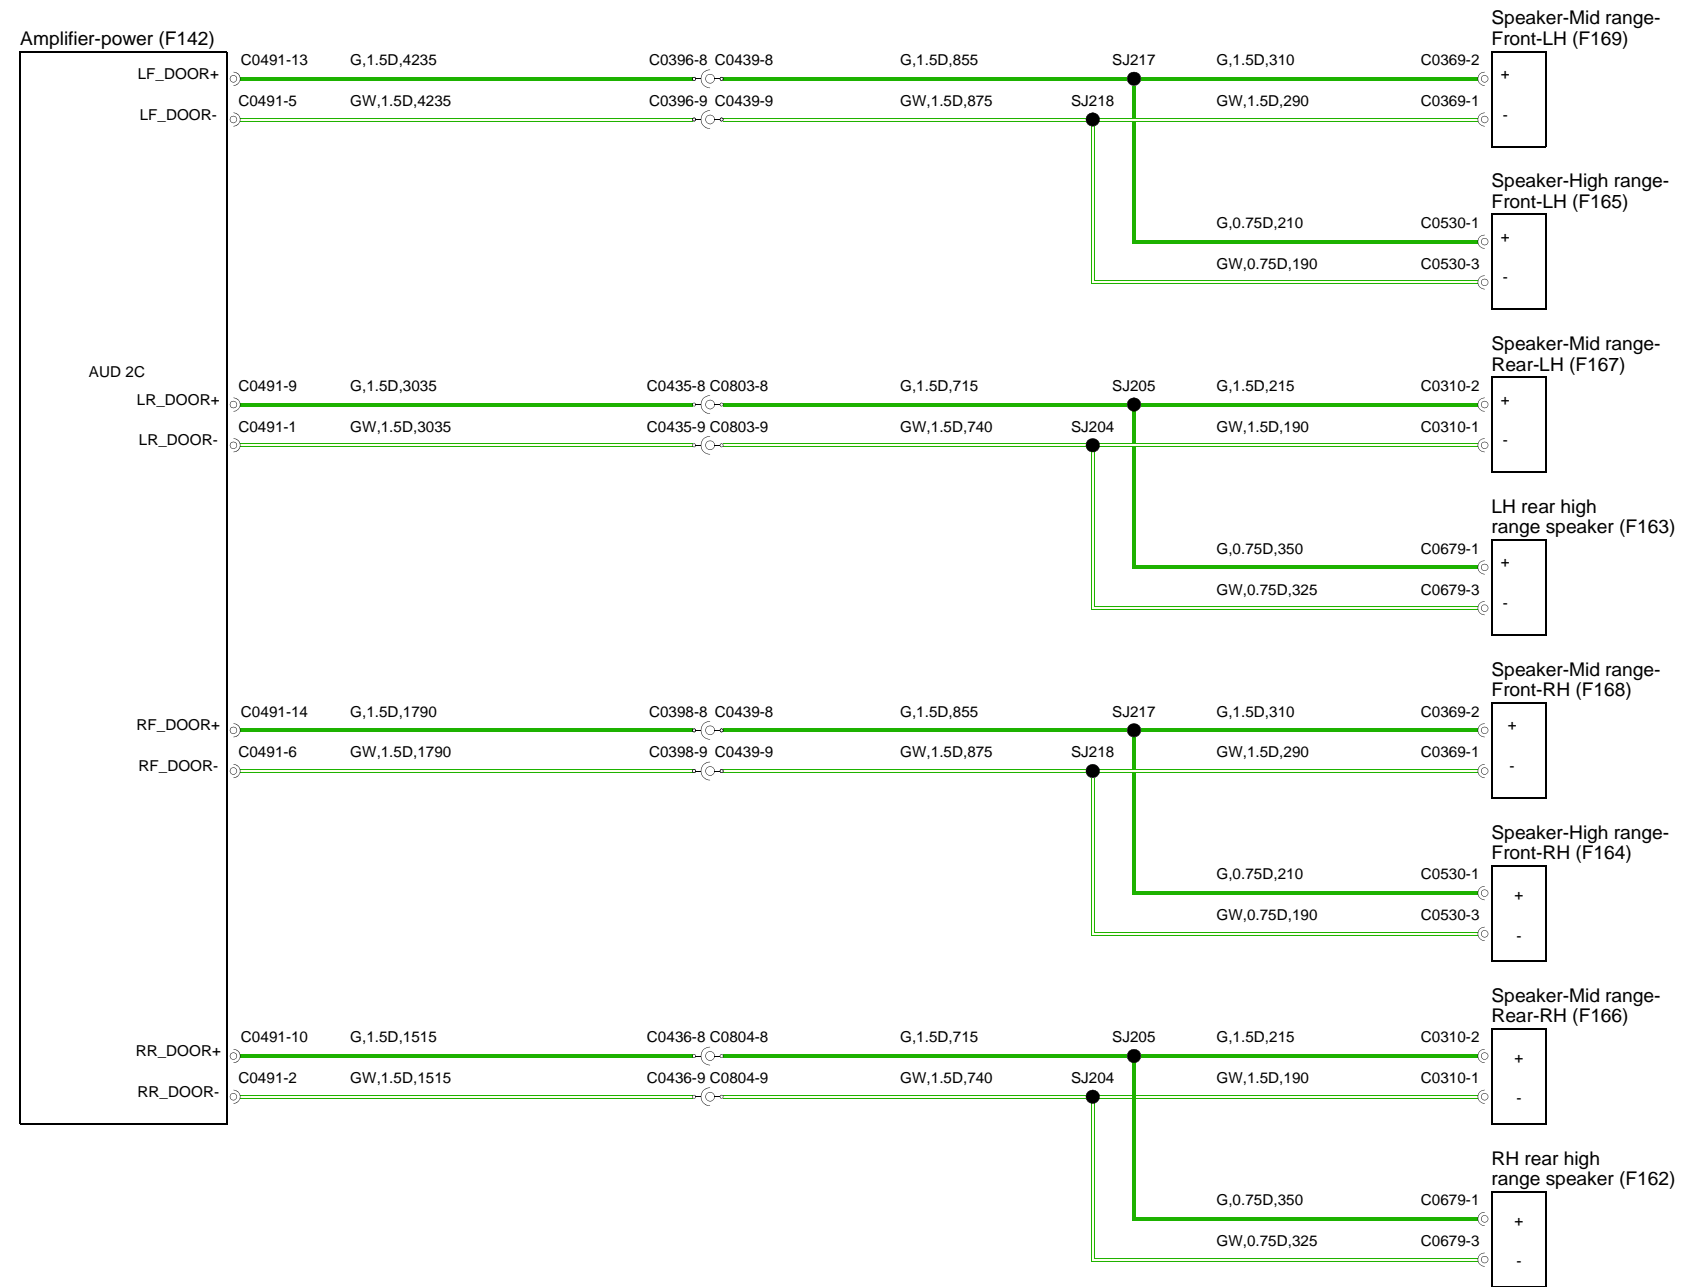 Speaker-Mid range-
Front-LH (F169)
Amplifier-power (F142)
C0491-13 G,1.5D,4235 C0396-8 C0439-8 G,1.5D,855 SJ217 G,1.5D,310 C0369-2
LF_DOOR+ +
C0491-5 GW,1.5D,4235 C0396-9 C0439-9 GW,1.5D,875 SJ218 GW,1.5D,290 C0369-1
LF_DOOR- -
Speaker-High range-
Front-LH (F165)
G,0.75D,210 C0530-1
+
GW,0.75D,190 C0530-3
-
Speaker-Mid range-
Rear-LH (F167)
AUD 2C
C0491-9 G,1.5D,3035 C0435-8 C0803-8 G,1.5D,715 SJ205 G,1.5D,215 C0310-2
LR_DOOR+ +
C0491-1 GW,1.5D,3035 C0435-9 C0803-9 GW,1.5D,740 SJ204 GW,1.5D,190 C0310-1
LR_DOOR- -
LH rear high
range speaker (F163)
G,0.75D,350 C0679-1
+
GW,0.75D,325 C0679-3
-
Speaker-Mid range-
Front-RH (F168)
C0491-14 G,1.5D,1790 C0398-8 C0439-8 G,1.5D,855 SJ217 G,1.5D,310 C0369-2
RF_DOOR+ +
C0491-6 GW,1.5D,1790 C0398-9 C0439-9 GW,1.5D,875 SJ218 GW,1.5D,290 C0369-1
RF_DOOR- -
Speaker-High range-
Front-RH (F164)
G,0.75D,210 C0530-1
+
GW,0.75D,190 C0530-3
-
Speaker-Mid range-
Rear-RH (F166)
C0491-10 G,1.5D,1515 C0436-8 C0804-8 G,1.5D,715 SJ205 G,1.5D,215 C0310-2
RR_DOOR+ +
C0491-2 GW,1.5D,1515 C0436-9 C0804-9 GW,1.5D,740 SJ204 GW,1.5D,190 C0310-1
RR_DOOR- -
RH rear high
range speaker (F162)
G,0.75D,350 C0679-1
+
GW,0.75D,325 C0679-3
-